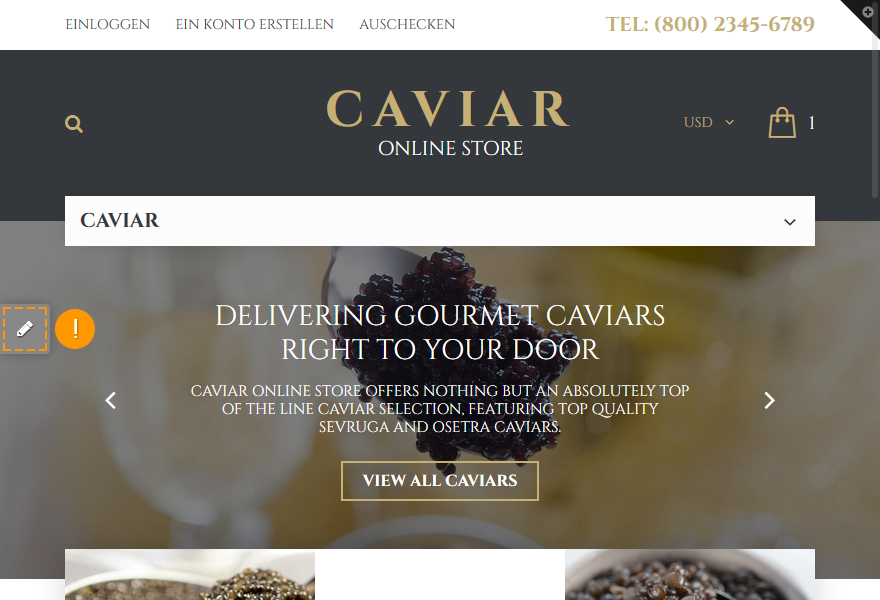 EINLOGGEN EIN KONTO ERSTELLEN AUSCHECKEN TEL: (800) 2345-6789
CAVIAR
ONLINE STORE
USD
1
CAVIAR
DELIVERING GOURMET CAVIARS
RIGHT TO YOUR DOOR
CAVIAR ONLINE STORE OFFERS NOTHING BUT AN ABSOLUTELY TOP
OF THE LINE CAVIAR SELECTION, FEATURING TOP QUALITY
SEVRUGA AND OSETRA CAVIARS.
VIEW ALL CAVIARS